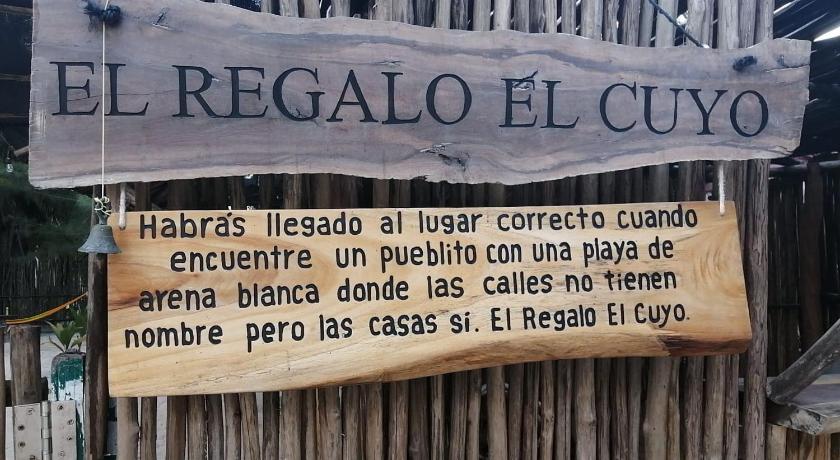 EL REGALO EL CUYO
Habrás llegado al lugar correcto cuando
encuentre un pueblito con una playa de
arena blanca donde las calles no tienen
nombre pero las casas si. El Regalo El Cuyo.